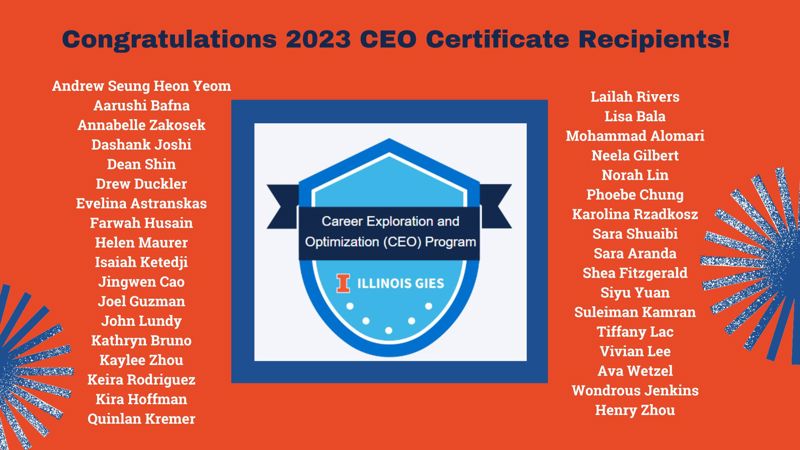 Congratulations 2023 CEO Certificate Recipients!
Andrew Seung Heon Yeom
Aarushi Bafna
Annabelle Zakosek
Dashank Joshi
Dean Shin
Drew Duckler
Evelina Astranskas
Farwah Husain
Helen Maurer
Isaiah Ketedji
Jingwen Cao
Joel Guzman
John Lundy
Kathryn Bruno
Kaylee Zhou
Keira Rodriguez
Kira Hoffman
Quinlan Kremer
Career Exploration and
Optimization (CEO) Program
I ILLINOIS GIES
Lailah Rivers
Lisa Bala
Mohammad Alomari
Neela Gilbert
Norah Lin
Phoebe Chung
Karolina Rzadkosz
Sara Shuaibi
Sara Aranda
Shea Fitzgerald
Siyu Yuan
Suleiman Kamran
Tiffany Lac
Vivian Lee
Ava Wetzel
Wondrous Jenkins
Henry Zhou